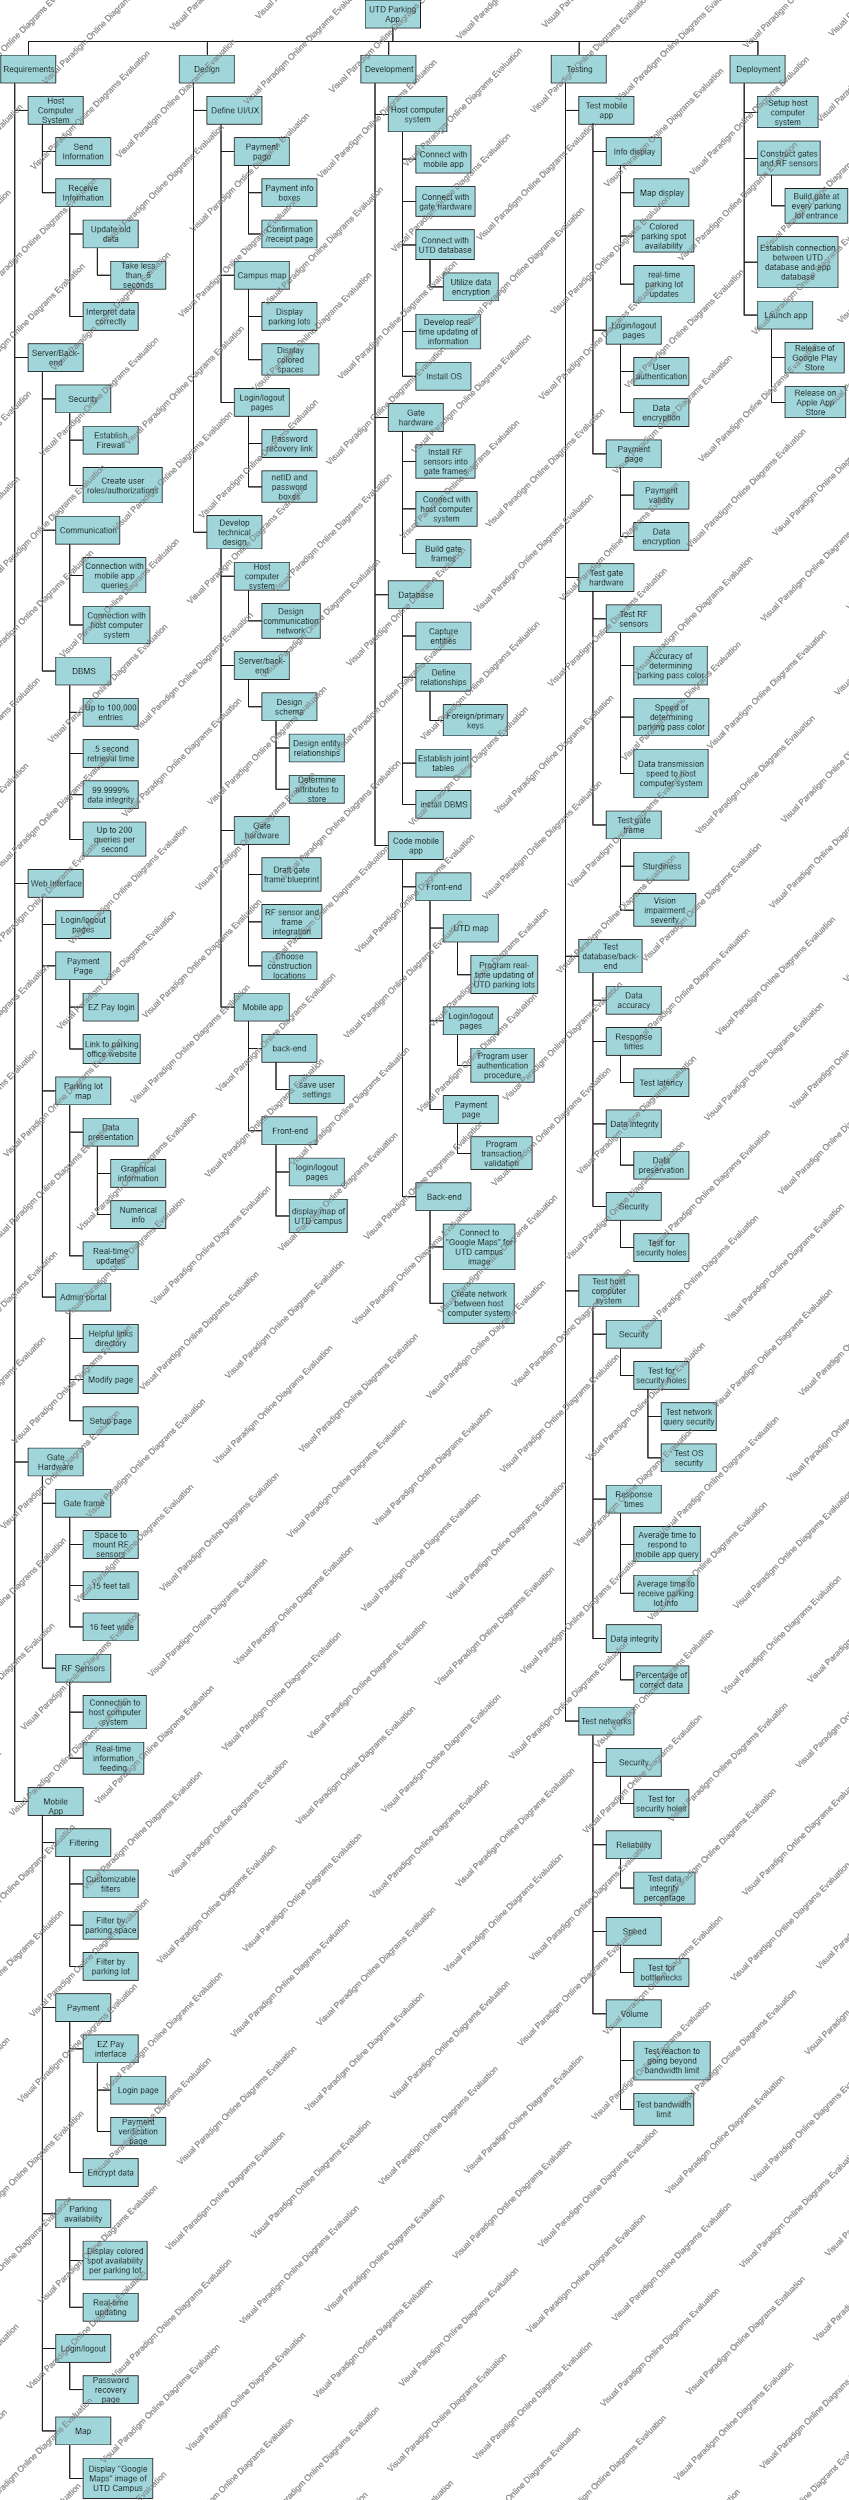 UTD Parking
App
Requirements
Host
Computer
System
Send
Information
Receive
Information
Update old
data
Take less
than .5
seconds
Interpret data
correctly
Server/Back-
end
Security
Establish
Firewall
Create user
roles/authorizations
Communication
Connection with
mobile app
queries
Connection with
host computer
system
DBMS
Up to 100,000
entries
.5 second
retrieval time
99.9999%
data integrity
Up to 200
queries per
second
Web Interface
Login/logout
pages
Payment
Page
EZ Pay login
Link to parking
office website
Parking lot
map
Data
presentation
Graphical
information
Numerical
info
Real-time
updates
Admin portal
Helpful links
directory
Modify page
Setup page
Gate
Hardware
Gate frame
Space to
mount RF
sensors
15 feet tall
16 feet wide
RF Sensors
Connection to
host computer
system
Real-time
information
feeding
Mobile
App
Filtering
Customizable
filters
Filter by
parking space
Filter by
parking lot
Payment
EZ Pay
interface
Login page
Payment
verification
page
Encrypt data
Parking
availability
Display colored
spot availability
per parking lot
Real-time
updating
Login/logout
Password
recovery
page
Map
Display "Google
Maps" image of
UTD Campus
Design
Define UI/UX
Payment
page
Payment info
boxes
Confirmation
/receipt page
Campus map
Display
parking lots
Display
colored
spaces
Login/logout
pages
Password
recovery link
netID and
password
boxes
Develop
technical
design
Host
computer
system
Design
communication
network
Server/back-
end
Design
schema
Design entity
relationships
Determine
attributes to
store
Gate
hardware
Draft gate
frame blueprint
RF sensor and
frame
integration
Choose
construction
locations
Mobile app
back-end
save user
settings
Front-end
login/logout
pages
display map of
UTD campus
Development
Host computer
system
Connect with
mobile app
Connect with
gate hardware
Connect with
UTD database
Utilize data
encryption
Develop real-
time updating of
information
Install OS
Gate
hardware
Install RF
sensors into
gate frames
Connect with
host computer
system
Build gate
frames
Database
Capture
entities
Define
relationships
Foreign/primary
keys
Establish joint
tables
install DBMS
Code mobile
app
Front-end
UTD map
Program real-
time updating of
UTD parking lots
Login/logout
pages
Program user
authentication
procedure
Payment
page
Program
transaction
validation
Back-end
Connect to
"Google Maps" for
UTD campus
image
Create network
between host
computer system
Testing
Test mobile
app
Info display
Map display
Colored
parking spot
availability
real-time
parking lot
updates
Login/logout
pages
User
authentication
Data
encryption
Payment
page
Payment
validity
Data
encryption
Test gate
hardware
Test RF
sensors
Accuracy of
determining
parking pass color
Speed of
determining
parking pass color
Data transmission
speed to host
computer system
Test gate
frame
Sturdiness
Vision
impairment
severity
Test
database/back-
end
Data
accuracy
Response
times
Test latency
Data integrity
Data
preservation
Security
Test for
security holes
Test host
computer
system
Security
Test for
security holes
Test network
query security
Test OS
security
Response
times
Average time to
respond to
mobile app query
Average time to
receive parking
lot info
Data integrity
Percentage of
correct data
Test networks
Security
Test for
security holes
Reliability
Test data
integrity
percentage
Speed
Test for
bottlenecks
Volume
Test reaction to
going beyond
bandwidth limit
Test bandwidth
limit
Deployment
Setup host
computer
system
Construct gates
and RF sensors
Build gate at
every parking
lot entrance
Establish connection
between UTD
database and app
database
Launch app
Release of
Google Play
Store
Release on
Apple App
Store
Visual Paradigm Online Diagrams Evaluation